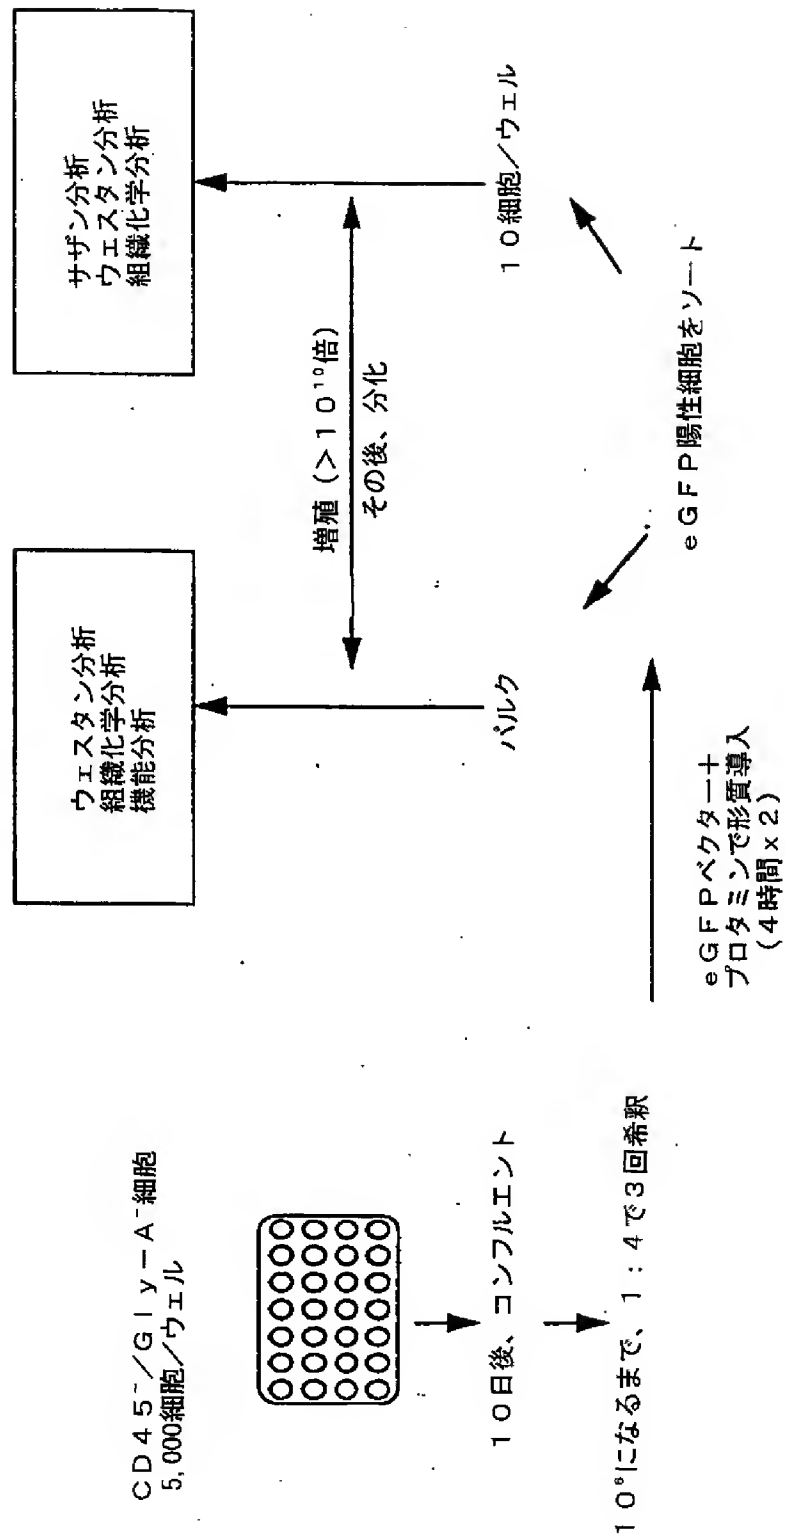 CD45⁻/Gly-A⁻細胞
5,000細胞/ウェル
10日後、コンフルエント
10⁶になるまで、1:4で3回希釈
eGFPベクター+
プロタミンで形質導入
(4時間x2)
eGFP陽性細胞をソート
バルク
10細胞/ウェル
増殖(>10¹⁰倍)
その後、分化
ウェスタン分析
組織化学分析
機能分析
サザン分析
ウェスタン分析
組織化学分析